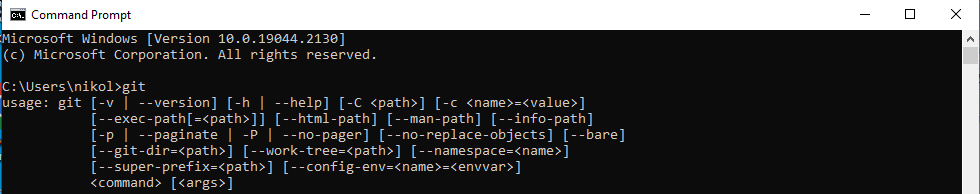 Command Prompt
Microsoft Windows [Version 10.0.19044.2130]
(c) Microsoft Corporation. All rights reserved.
C:\Users\nikol>git
usage: git [-v | --version] [-h | --help] [-C <path>] [-c <name>=<value>]
           [--exec-path[=<path>]] [--html-path] [--man-path] [--info-path]
           [-p | --paginate | -P | --no-pager] [--no-replace-objects] [--bare]
           [--git-dir=<path>] [--work-tree=<path>] [--namespace=<name>]
           [--super-prefix=<path>] [--config-env=<name>=<envvar>]
           <command> [<args>]